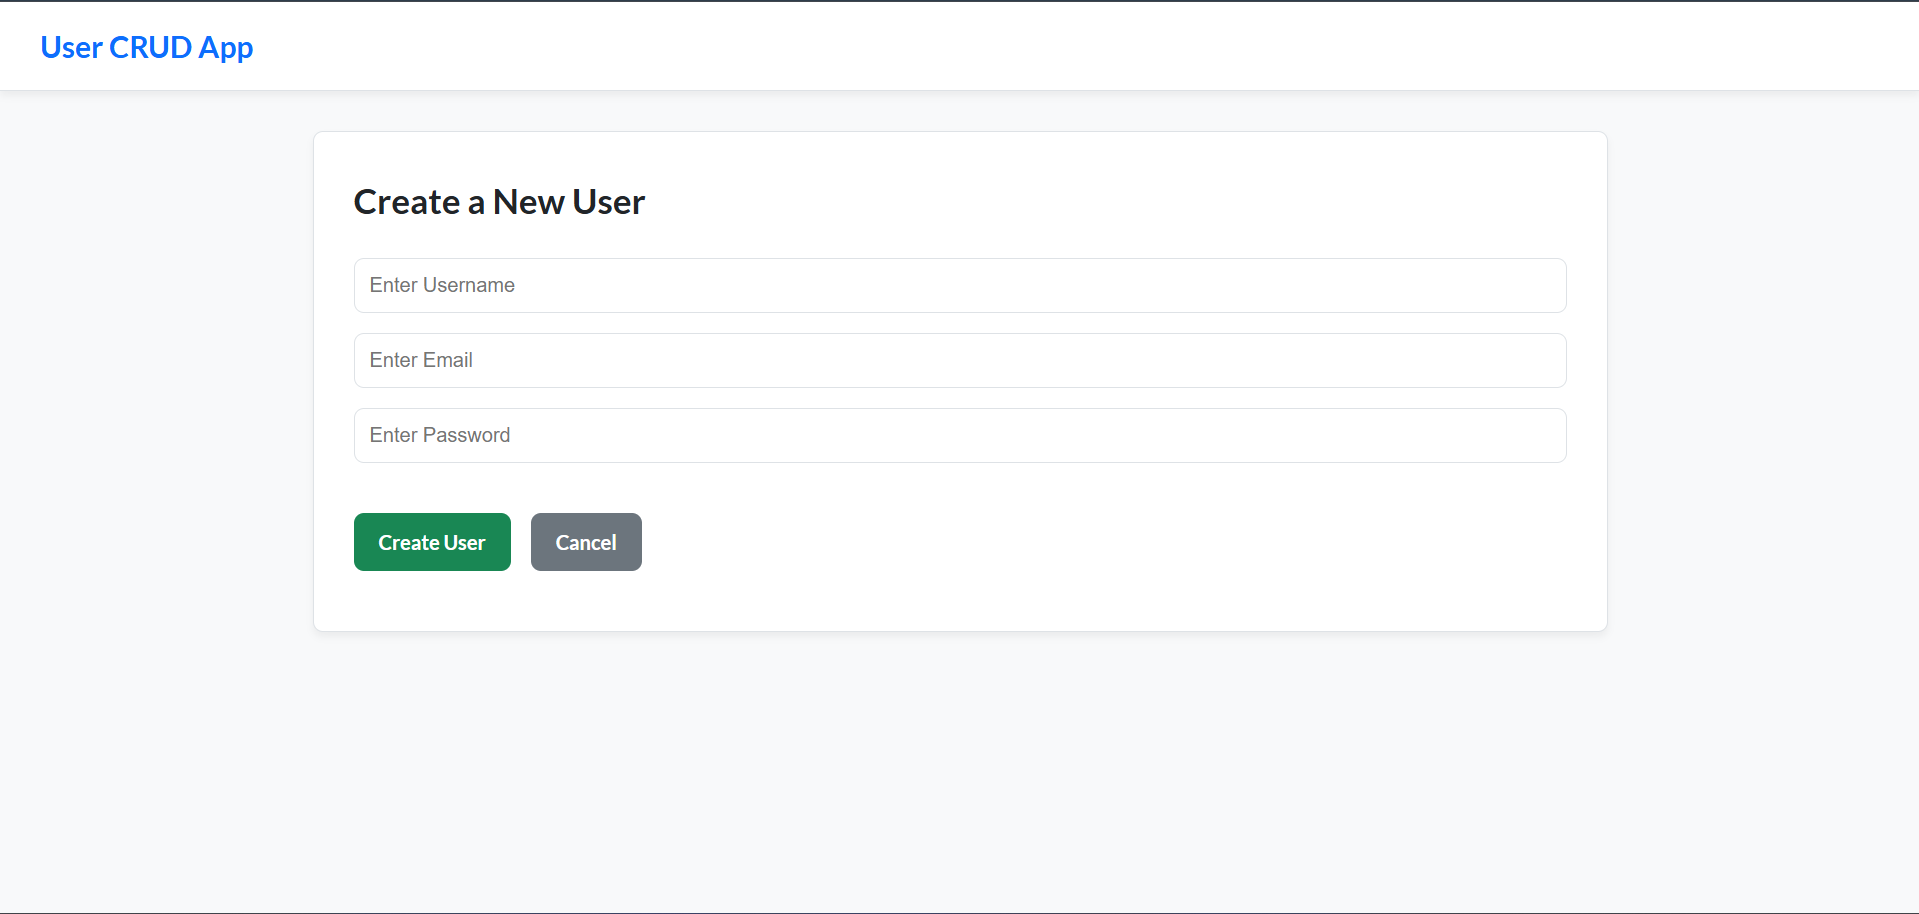 User CRUD App
Create a New User
Enter Username
Enter Email
Enter Password
Create User
Cancel